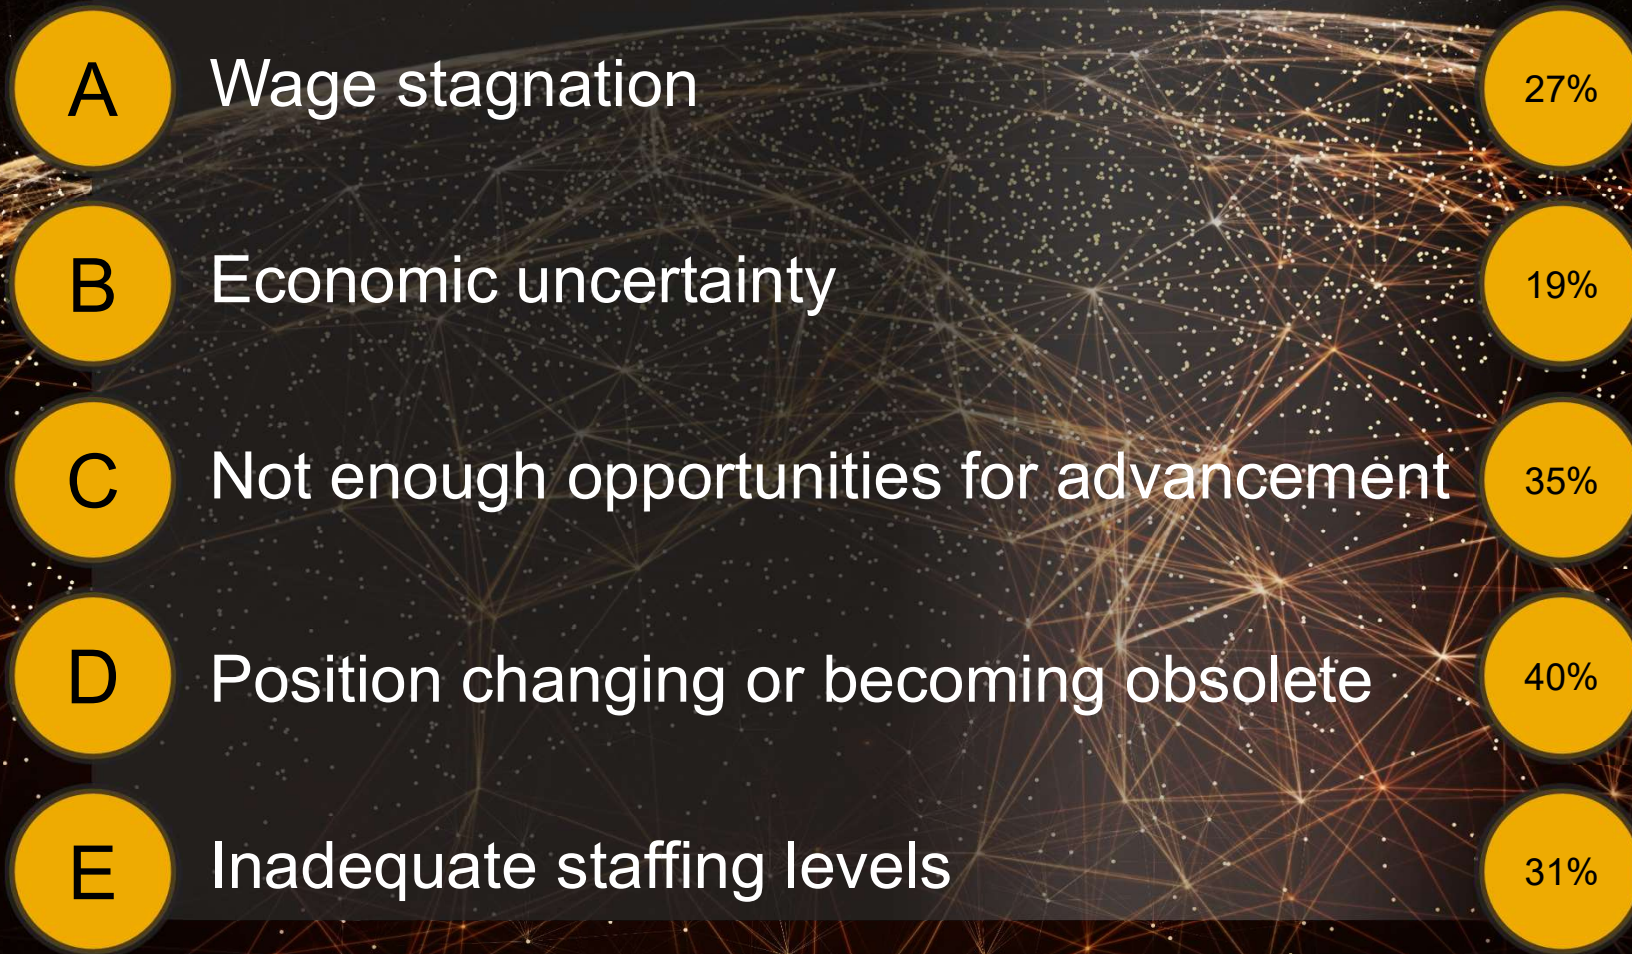 A Wage stagnation 27%
B Economic uncertainty 19%
C Not enough opportunities for advancement 35%
D Position changing or becoming obsolete 40%
E Inadequate staffing levels 31%